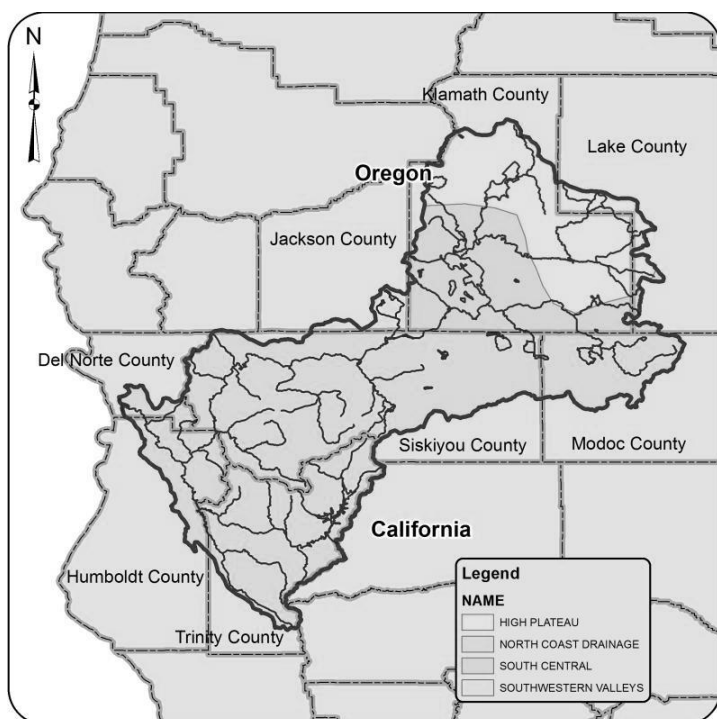 N
Klamath County
Lake County
Oregon
Jackson County
Del Norte County
Siskiyou County
Modoc County
California
Humboldt County
Trinity County
Legend
NAME
HIGH PLATEAU
NORTH COAST DRAINAGE
SOUTH CENTRAL
SOUTHWESTERN VALLEYS